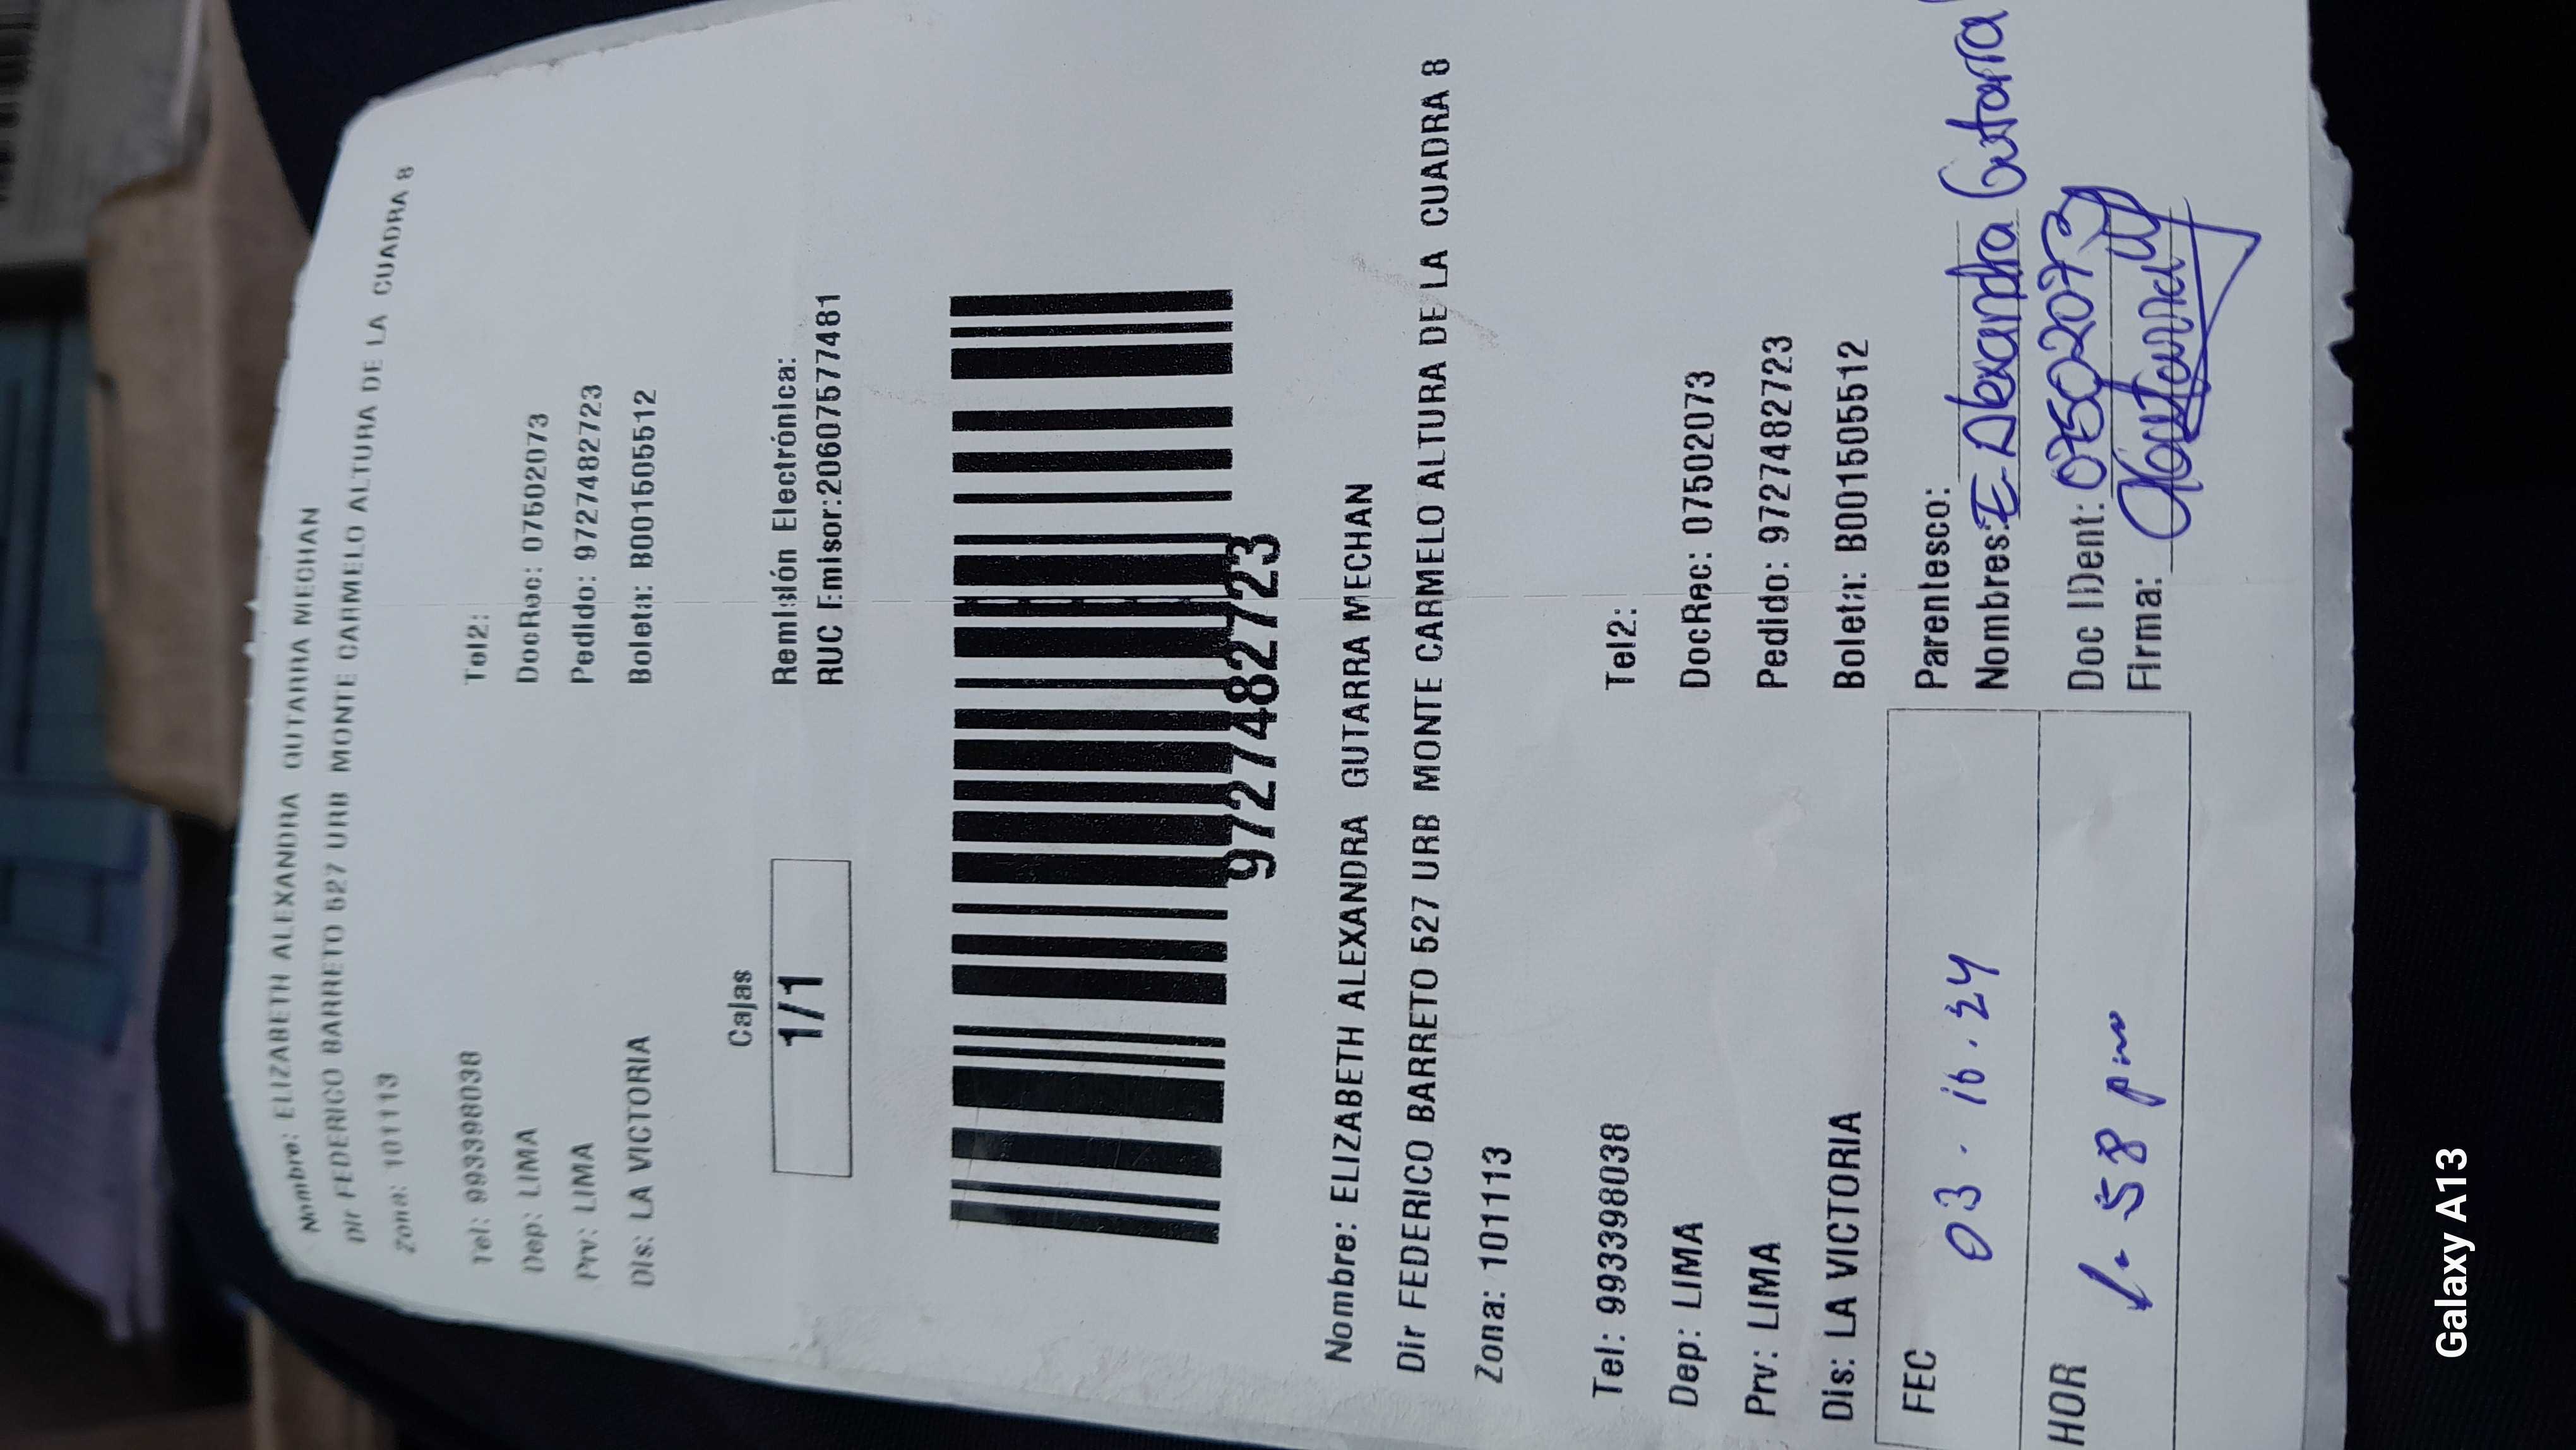 Nombre: ELIZABETH ALEXANDRA GUTARRA MECHAN
Dir FEDERICO BARRETO 527 URB MONTE CARMELO ALTURA DE LA CUADRA 8
Zona: 101113
Tel: 993398038 Tel2:
Dep: LIMA DocRec: 07502073
Prv: LIMA Pedido: 9727482723
Dis: LA VICTORIA Boleta: B001505512
Cajas Remisión Electrónica:
1/1 RUC Emisor:20607577481
9727482723
Nombre: ELIZABETH ALEXANDRA GUTARRA MECHAN
Dir FEDERICO BARRETO 527 URB MONTE CARMELO ALTURA DE LA CUADRA 8
Zona: 101113
Tel: 993398038 Tel2:
Dep: LIMA DocRec: 07502073
Prv: LIMA Pedido: 9727482723
Dis: LA VICTORIA Boleta: B001505512
FEC 03.10.24 Parentesco:
Nombres: E. Alexandra Gutarra
HOR 1.58 pm Doc IDent: 07502073
Firma:
Galaxy A13